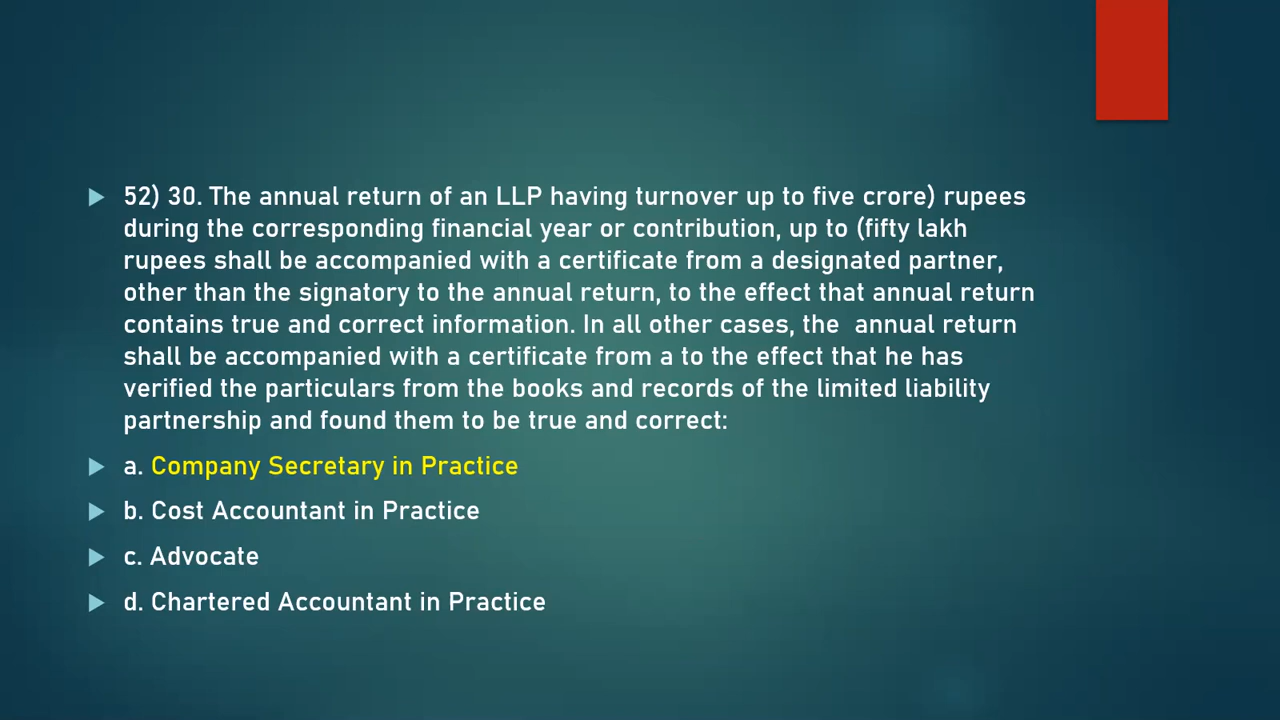 52) 30. The annual return of an LLP having turnover up to five crore) rupees
during the corresponding financial year or contribution, up to (fifty lakh
rupees shall be accompanied with a certificate from a designated partner,
other than the signatory to the annual return, to the effect that annual return
contains true and correct information. In all other cases, the annual return
shall be accompanied with a certificate from a to the effect that he has
verified the particulars from the books and records of the limited liability
partnership and found them to be true and correct:
a. Company Secretary in Practice
b. Cost Accountant in Practice
c. Advocate
d. Chartered Accountant in Practice